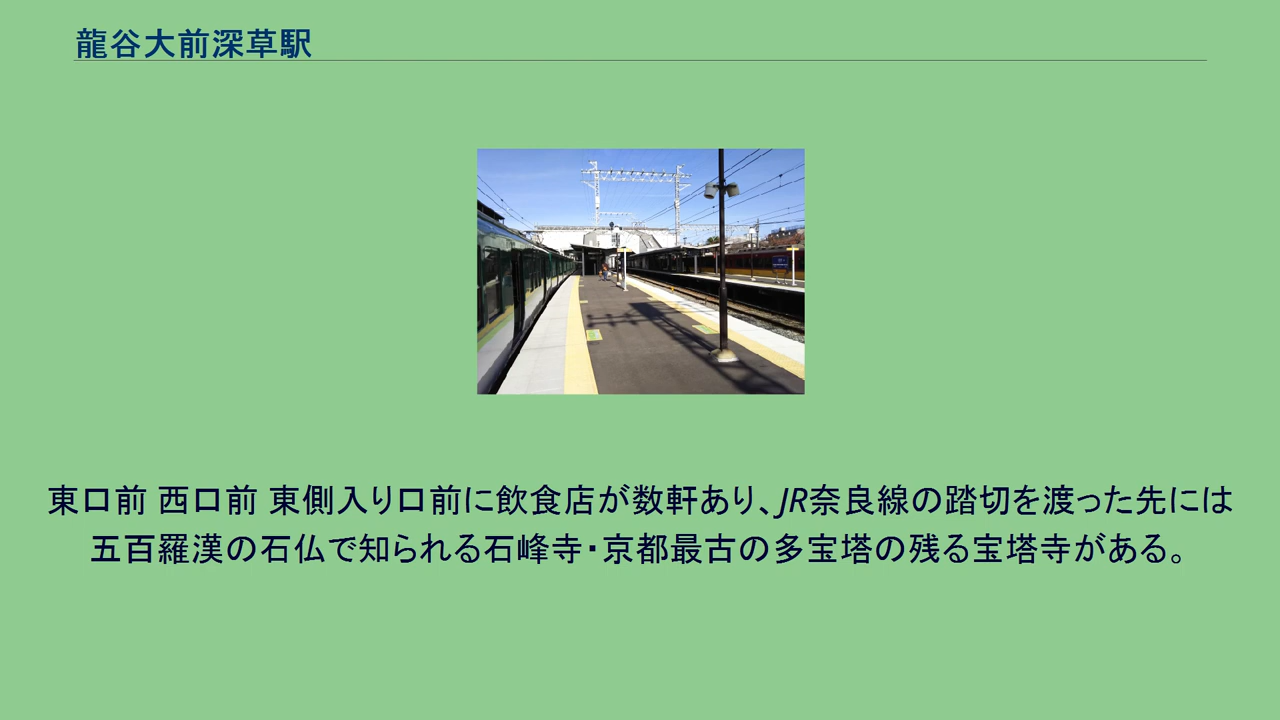 龍谷大前深草駅
東口前 西口前 東側入り口前に飲食店が数軒あり、JR奈良線の踏切を渡った先には
五百羅漢の石仏で知られる石峰寺・京都最古の多宝塔の残る宝塔寺がある。